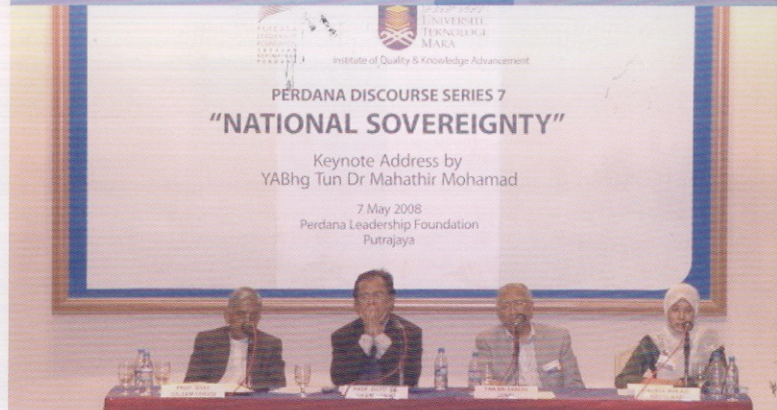 UNIVERSITI
TEKNOLOGI
MARA
Institute of Quality & Knowledge Advancement
PERDANA DISCOURSE SERIES 7
“NATIONAL SOVEREIGNTY”
Keynote Address by
YABhg Tun Dr Mahathir Mohamad
7 May 2008
Perdana Leadership Foundation
Putrajaya